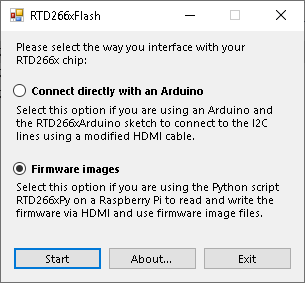 RTD266xFlash
Please select the way you interface with your
RTD266x chip:
Connect directly with an Arduino
Select this option if you are using an Arduino and
the RTD266xArduino sketch to connect to the I2C
lines using a modified HDMI cable.
Firmware images
Select this option if you are using the Python script
RTD266xPy on a Raspberry Pi to read and write the
firmware via HDMI and use firmware image files.
Start
About...
Exit